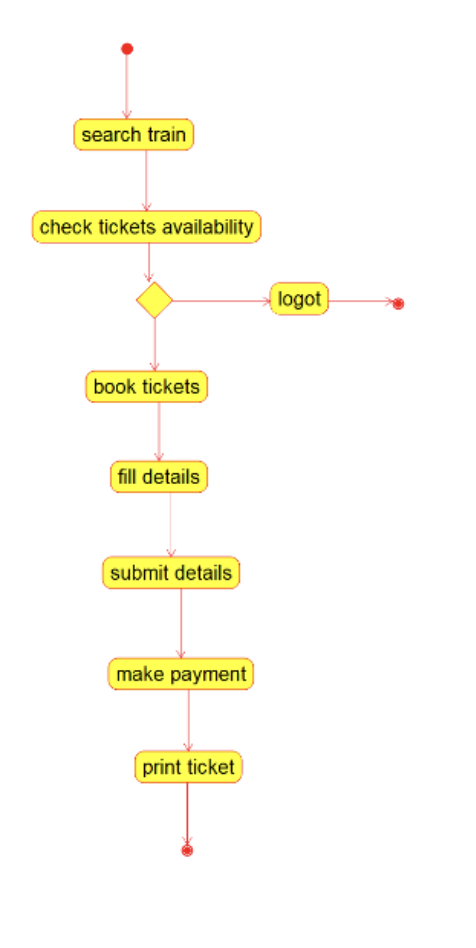 search train
check tickets availability
logot
book tickets
fill details
submit details
make payment
print ticket